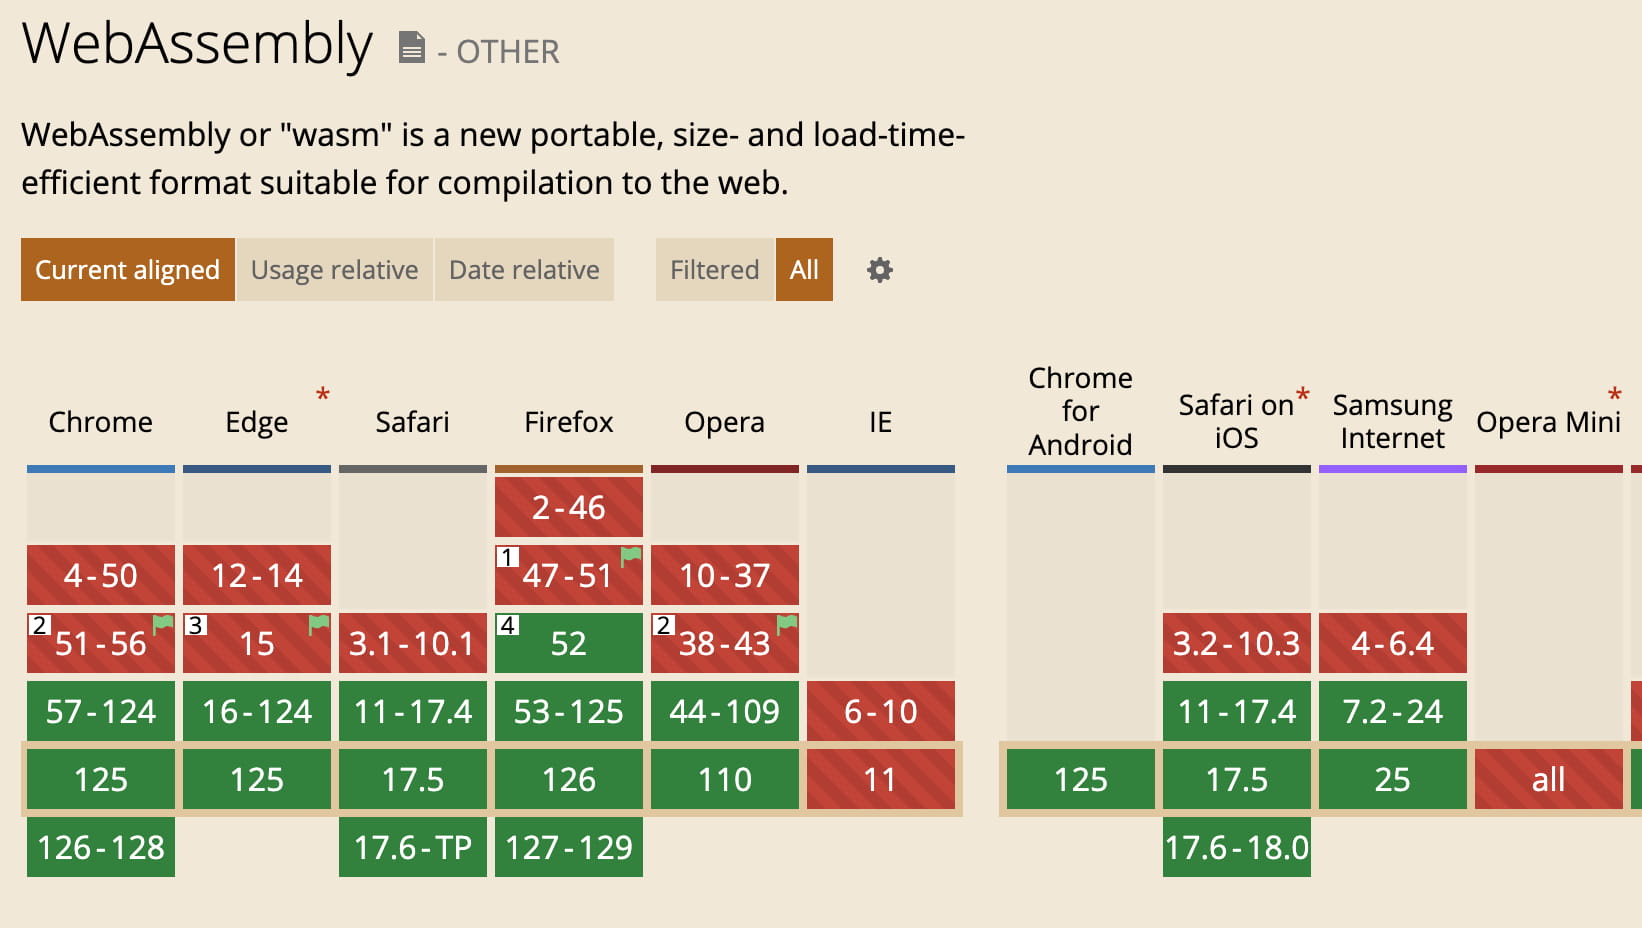 WebAssembly - OTHER
WebAssembly or "wasm" is a new portable, size- and load-time-
efficient format suitable for compilation to the web.
Current aligned Usage relative Date relative Filtered All
Chrome Edge * Safari Firefox Opera IE
Chrome for Android
Safari on iOS *
Samsung Internet
Opera Mini *
2-46
4-50 12-14 1 47-51 10-37
2 51-56 3 15 3.1-10.1 4 52 2 38-43 3.2-10.3 4-6.4
57-124 16-124 11-17.4 53-125 44-109 6-10 11-17.4 7.2-24
125 125 17.5 126 110 11 125 17.5 25 all
126-128 17.6-TP 127-129 17.6-18.0